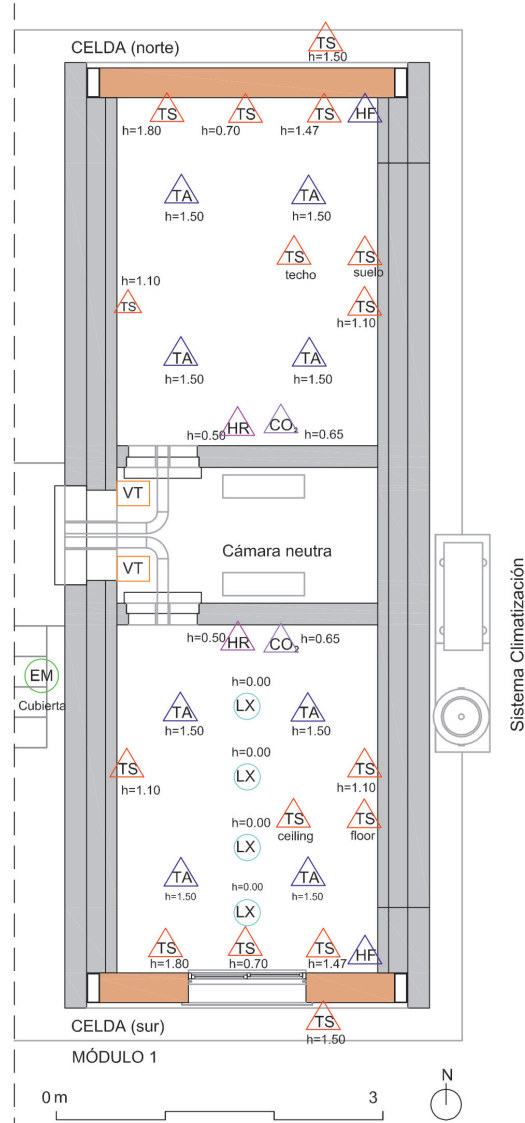 CELDA (norte)
TS
h=1.50
TS
TS
TS
HF
h=1.80
h=0.70
h=1.47
TA
TA
h=1.50
h=1.50
TS
TS
techo
suelo
h=1.10
TS
TS
h=1.10
TA
TA
h=1.50
h=1.50
h=0.50
HR
CO2
h=0.65
VT
Cámara neutra
VT
Sistema Climatización
h=0.50
HR
CO2
h=0.65
EM
Cubierta
h=0.00
TA
LX
TA
h=1.50
h=1.50
h=0.00
TS
LX
TS
h=1.10
h=1.10
h=0.00
TS
TS
ceiling
floor
LX
TA
h=0.00
TA
h=1.50
h=1.50
LX
TS
TS
TS
HF
h=1.80
h=0.70
h=1.47
CELDA (sur)
TS
h=1.50
MÓDULO 1
0 m
3
N